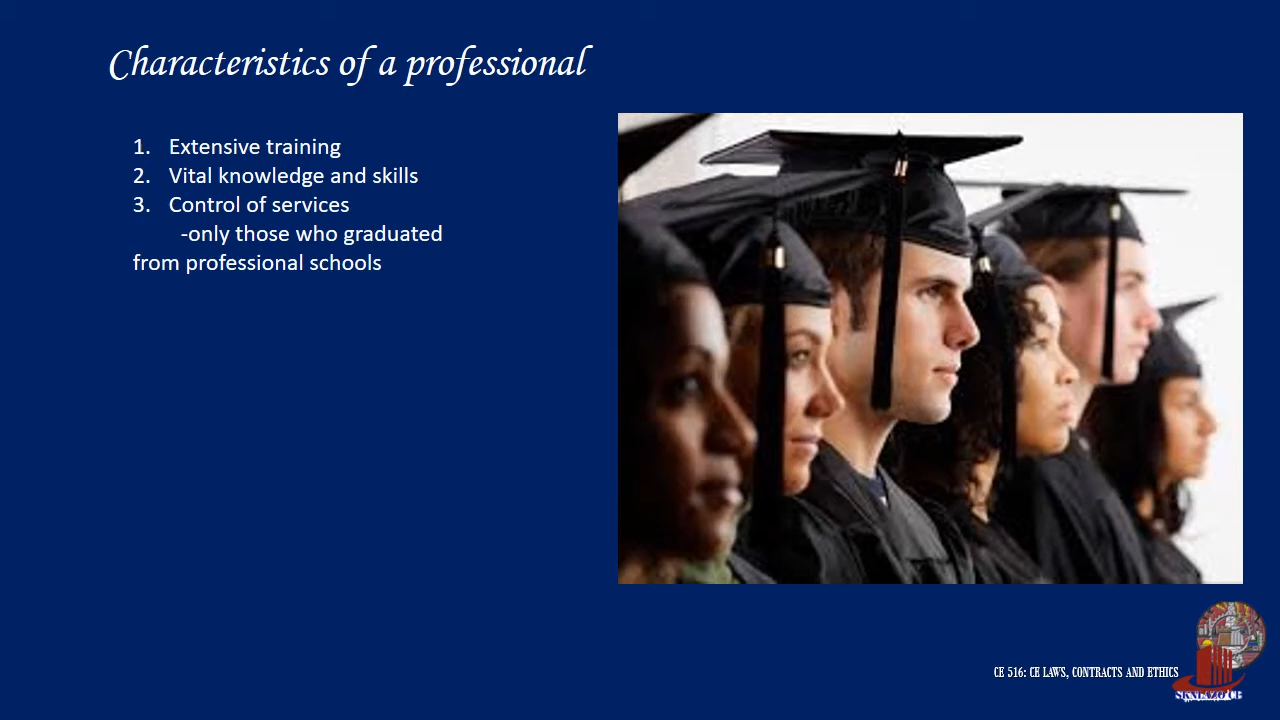 Characteristics of a professional
1. Extensive training
2. Vital knowledge and skills
3. Control of services
-only those who graduated
from professional schools
CE 516: CE LAWS, CONTRACTS AND ETHICS